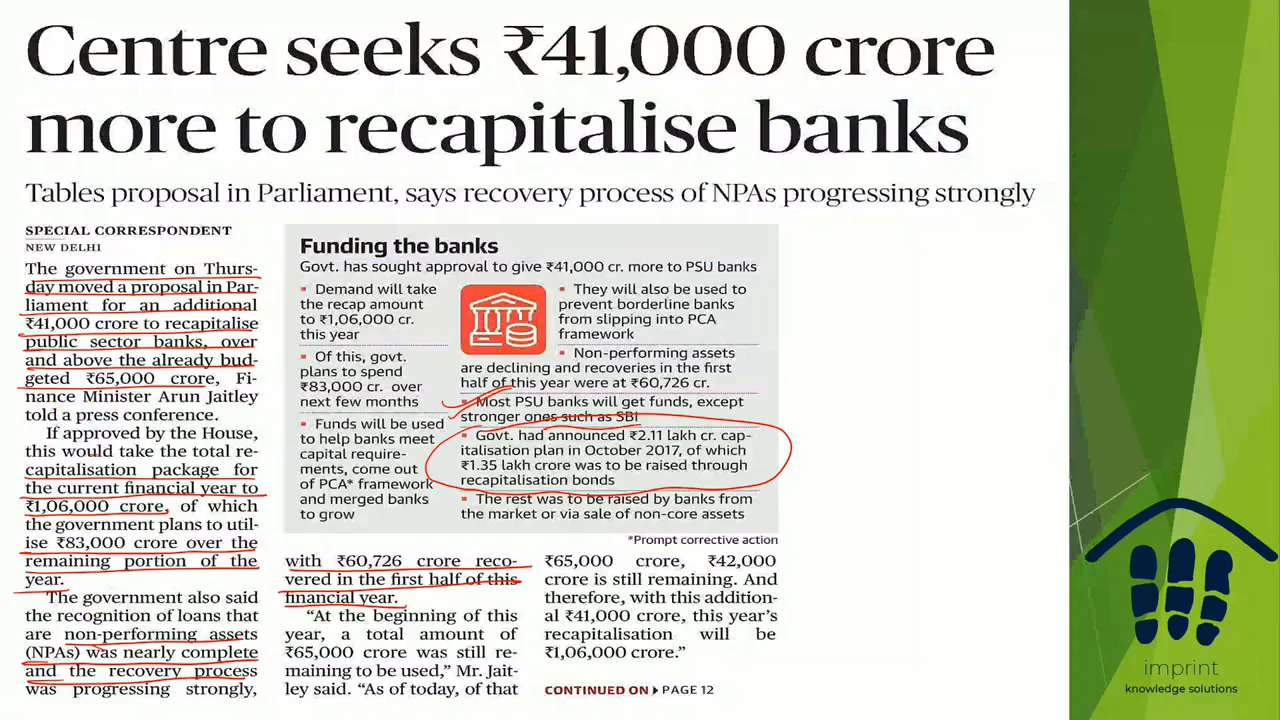 Centre seeks ₹41,000 crore
more to recapitalise banks
Tables proposal in Parliament, says recovery process of NPAs progressing strongly
SPECIAL CORRESPONDENT
NEW DELHI
The government on Thurs-
day moved a proposal in Par-
liament for an additional
₹41,000 crore to recapitalise
public sector banks, over
and above the already bud-
geted ₹65,000 crore, Fi-
nance Minister Arun Jaitley
told a press conference.
If approved by the House,
this would take the total re-
capitalisation package for
the current financial year to
₹1,06,000 crore, of which
the government plans to util-
ise ₹83,000 crore over the
remaining portion of the
year.
The government also said
the recognition of loans that
are non-performing assets
(NPAs) was nearly complete
and the recovery process
was progressing strongly,
Funding the banks
Govt. has sought approval to give ₹41,000 cr. more to PSU banks
▪ Demand will take
the recap amount
to ₹1,06,000 cr.
this year
▪ Of this, govt.
plans to spend
₹83,000 cr. over
next few months
▪ Funds will be used
to help banks meet
capital require-
ments, come out
of PCA* framework
and merged banks
to grow
▪ They will also be used to
prevent borderline banks
from slipping into PCA
framework
▪ Non-performing assets
are declining and recoveries in the first
half of this year were at ₹60,726 cr.
▪ Most PSU banks will get funds, except
stronger ones such as SBI
▪ Govt. had announced ₹2.11 lakh cr. cap-
italisation plan in October 2017, of which
₹1.35 lakh crore was to be raised through
recapitalisation bonds
▪ The rest was to be raised by banks from
the market or via sale of non-core assets
*Prompt corrective action
with ₹60,726 crore reco-
vered in the first half of this
financial year.
“At the beginning of this
year, a total amount of
₹65,000 crore was still re-
maining to be used,” Mr. Jait-
ley said. “As of today, of that
₹65,000 crore, ₹42,000
crore is still remaining. And
therefore, with this addition-
al ₹41,000 crore, this year’s
recapitalisation will be
₹1,06,000 crore.”
CONTINUED ON ▸ PAGE 12
imprint
knowledge solutions